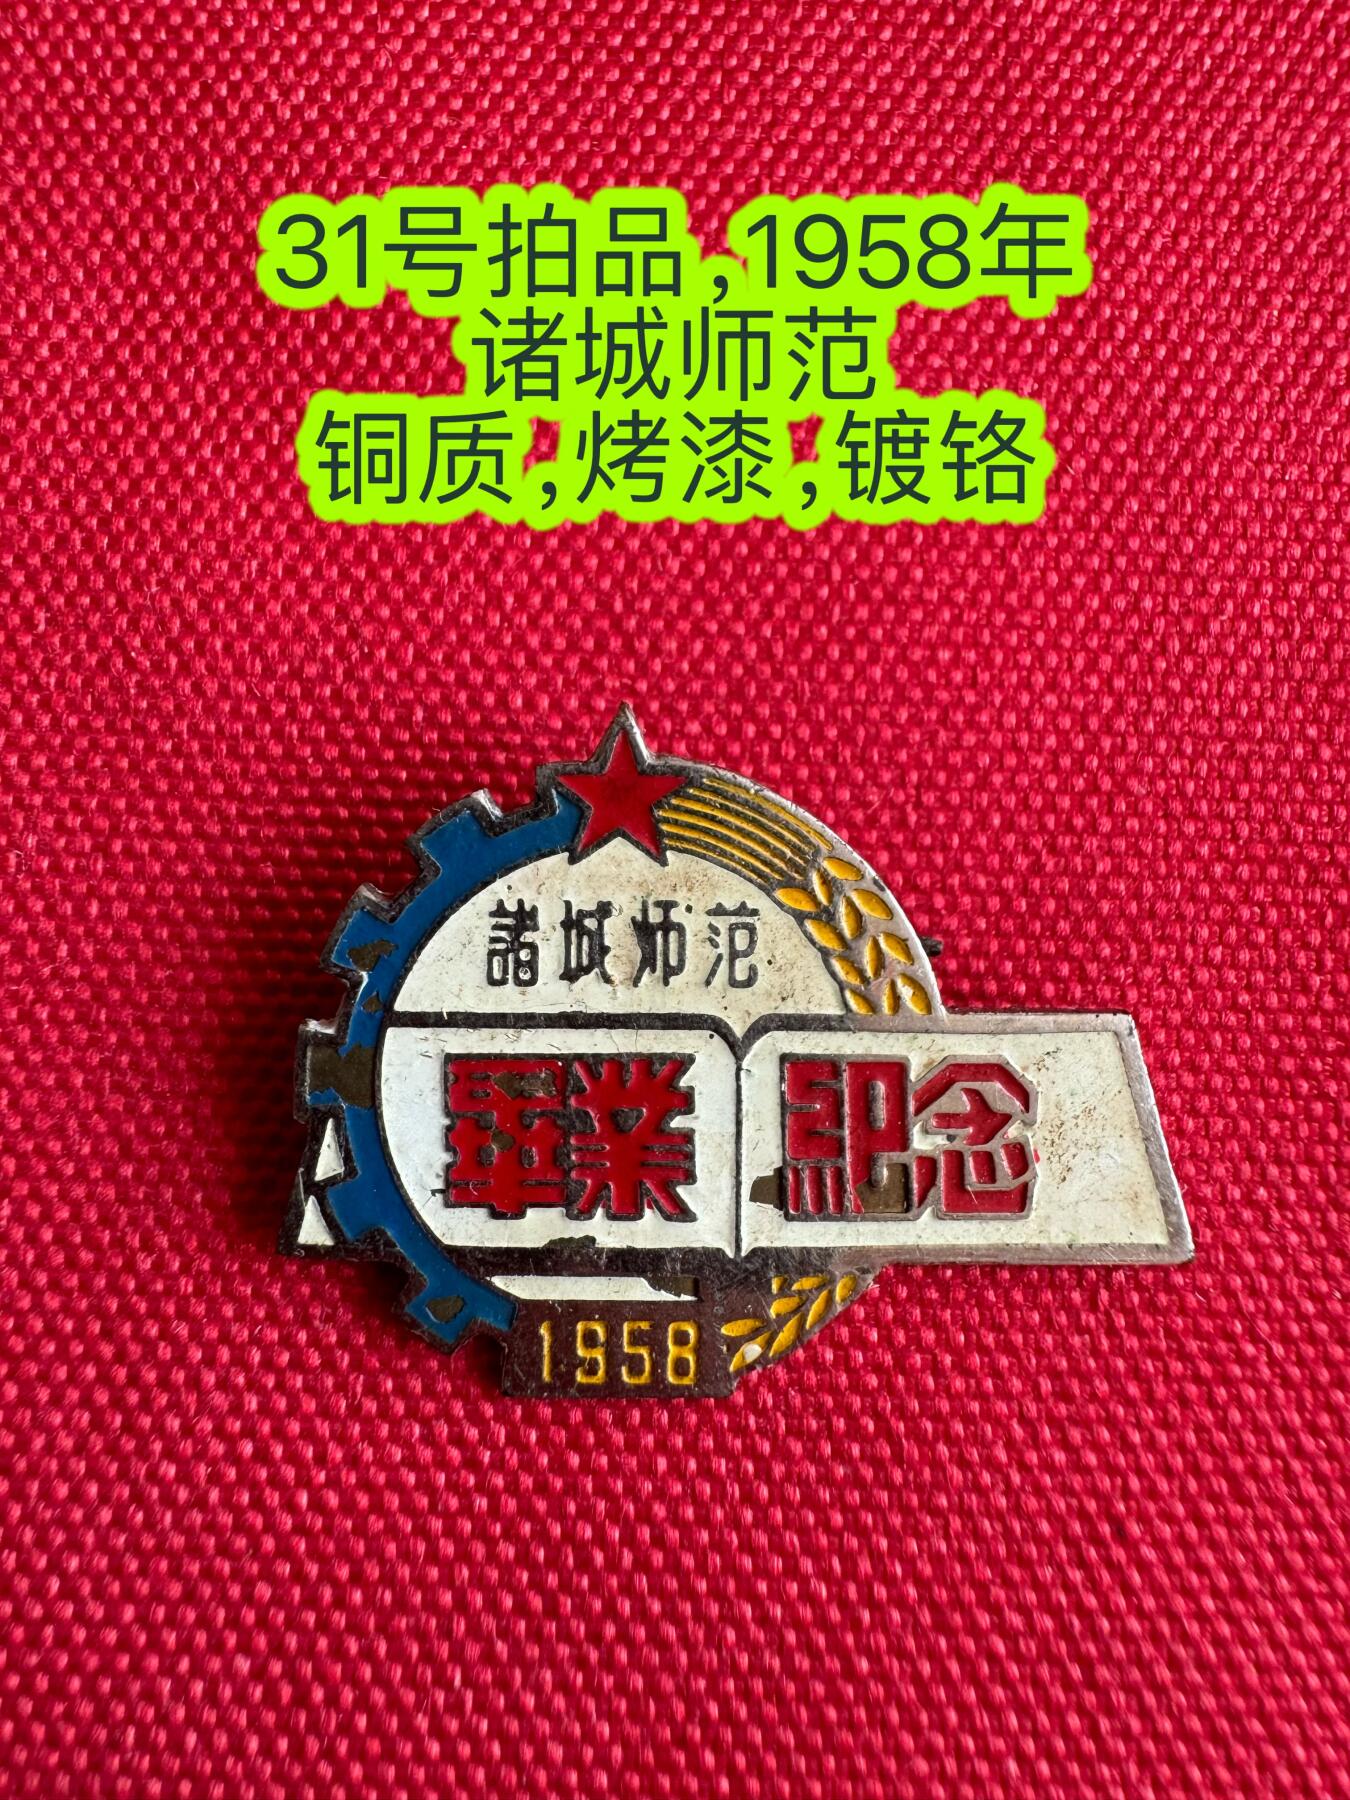 31号拍品,1958年
诸城师范
铜质,烤漆,镀铬
諸城师范
畢業 紀念
1958